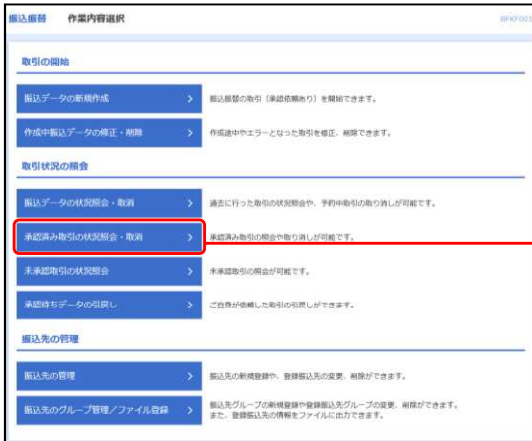 振込振替 作業内容選択 BFKF001
取引の開始
振込データの新規作成 > 振込振替の取引（承認依頼あり）を開始できます。
作成中振込データの修正・削除 > 作成途中やエラーとなった取引を修正、削除できます。
取引状況の照会
振込データの状況照会・取消 > 過去に行った取引の状況照会や、予約中取引の取り消しが可能です。
承認済み取引の状況照会・取消 > 承認済み取引の照会や取り消しが可能です。
未承認取引の状況照会 > 未承認取引の照会が可能です。
承認待ちデータの引戻し > ご自身が依頼した取引の引戻しができます。
振込先の管理
振込先の管理 > 振込先の新規登録や、登録振込先の変更、削除ができます。
振込先のグループ管理／ファイル登録 > 振込先グループの新規登録や登録振込先グループの変更、削除ができます。
また、登録振込先の情報をファイルに出力できます。